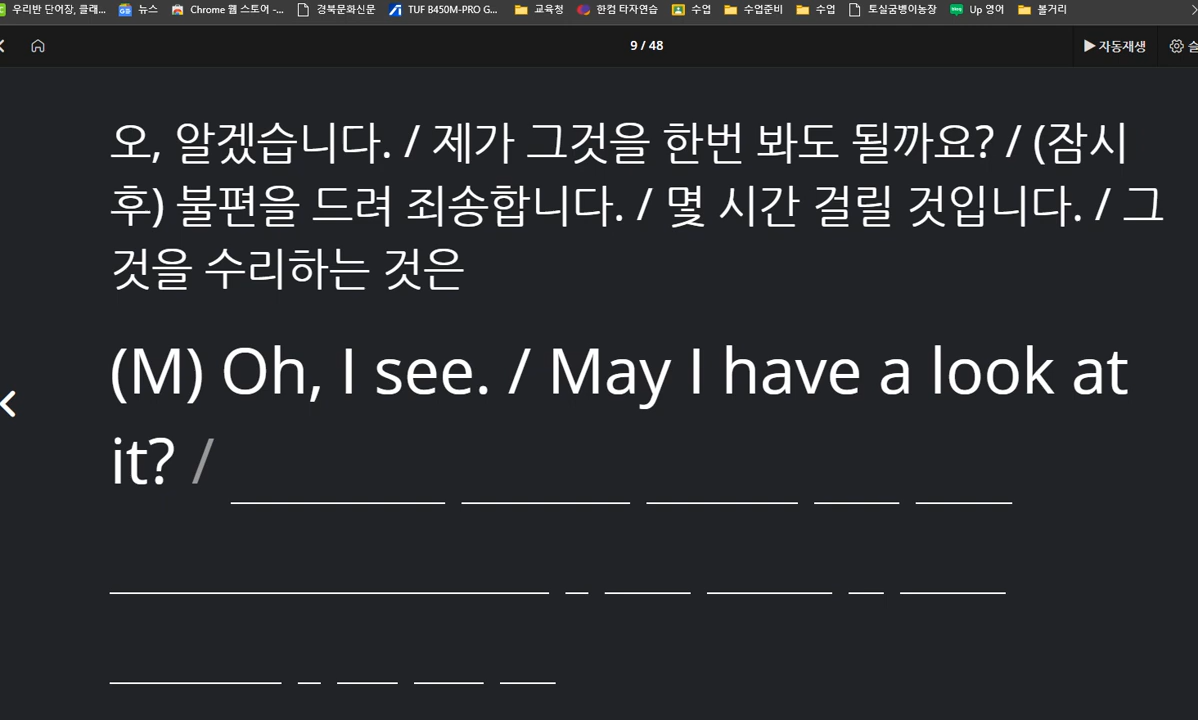 우리반 단어장, 클래... 뉴스 Chrome 웹 스토어 -... 경북문화신문 TUF B450M-PRO G... 교육청 한컴 타자연습 수업 수업준비 수업 토실굼벵이농장 Up 영어 볼거리
9 / 48 ▶ 자동재생 슬
오, 알겠습니다. / 제가 그것을 한번 봐도 될까요? / (잠시
후) 불편을 드려 죄송합니다. / 몇 시간 걸릴 것입니다. / 그
것을 수리하는 것은
(M) Oh, I see. / May I have a look at
it? /